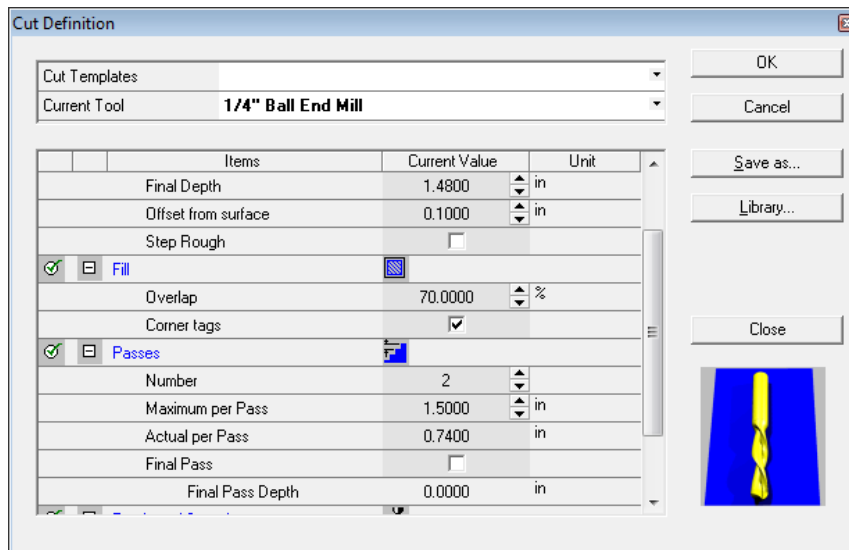 Cut Definition
Cut Templates
Current Tool 1/4" Ball End Mill
OK
Cancel
Save as...
Library...
Close
Items Current Value Unit
Final Depth 1.4800 in
Offset from surface 0.1000 in
Step Rough
Fill
Overlap 70.0000 %
Corner tags
Passes
Number 2
Maximum per Pass 1.5000 in
Actual per Pass 0.7400 in
Final Pass
Final Pass Depth 0.0000 in